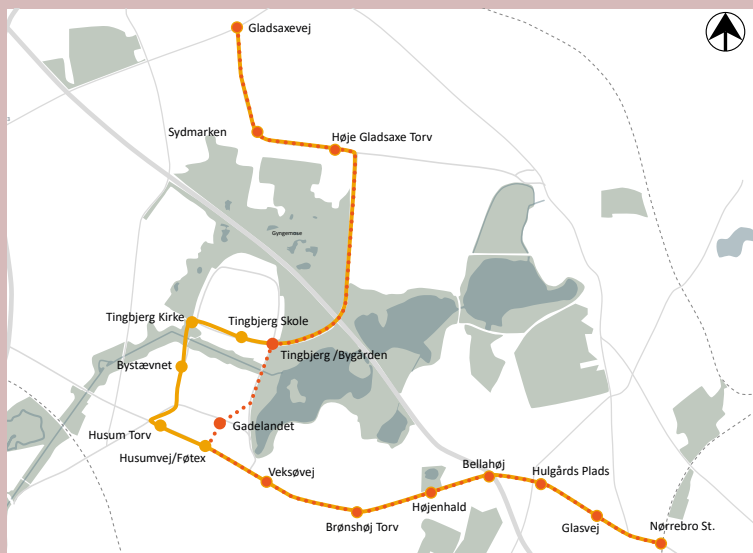 Gladsaxevej
Sydmarken
Høje Gladsaxe Torv
Gyngemose
Tingbjerg Kirke
Tingbjerg Skole
Tingbjerg /Bygården
Bystævnet
Gadelandet
Husum Torv
Husumvej/Føtex
Veksøvej
Bellahøj
Hulgårds Plads
Højenhald
Brønshøj Torv
Glasvej
Nørrebro St.